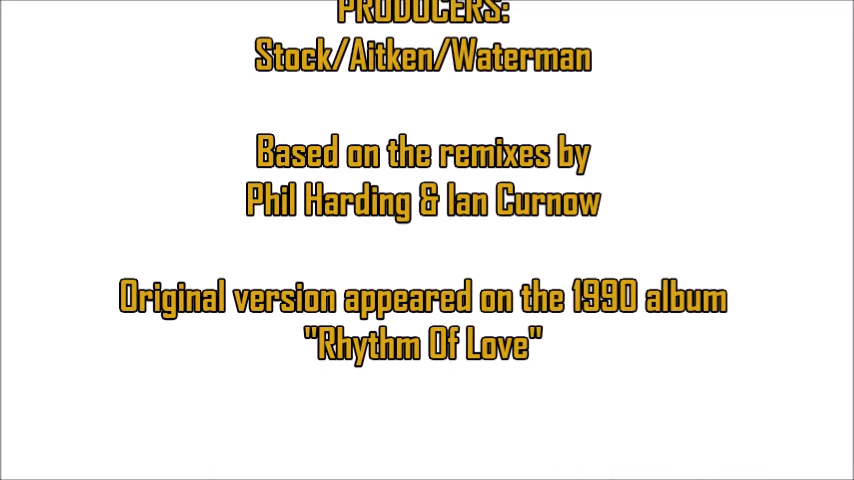 PRODUCERS:
Stock/Aitken/Waterman
Based on the remixes by
Phil Harding & Ian Curnow
Original version appeared on the 1990 album
"Rhythm Of Love"